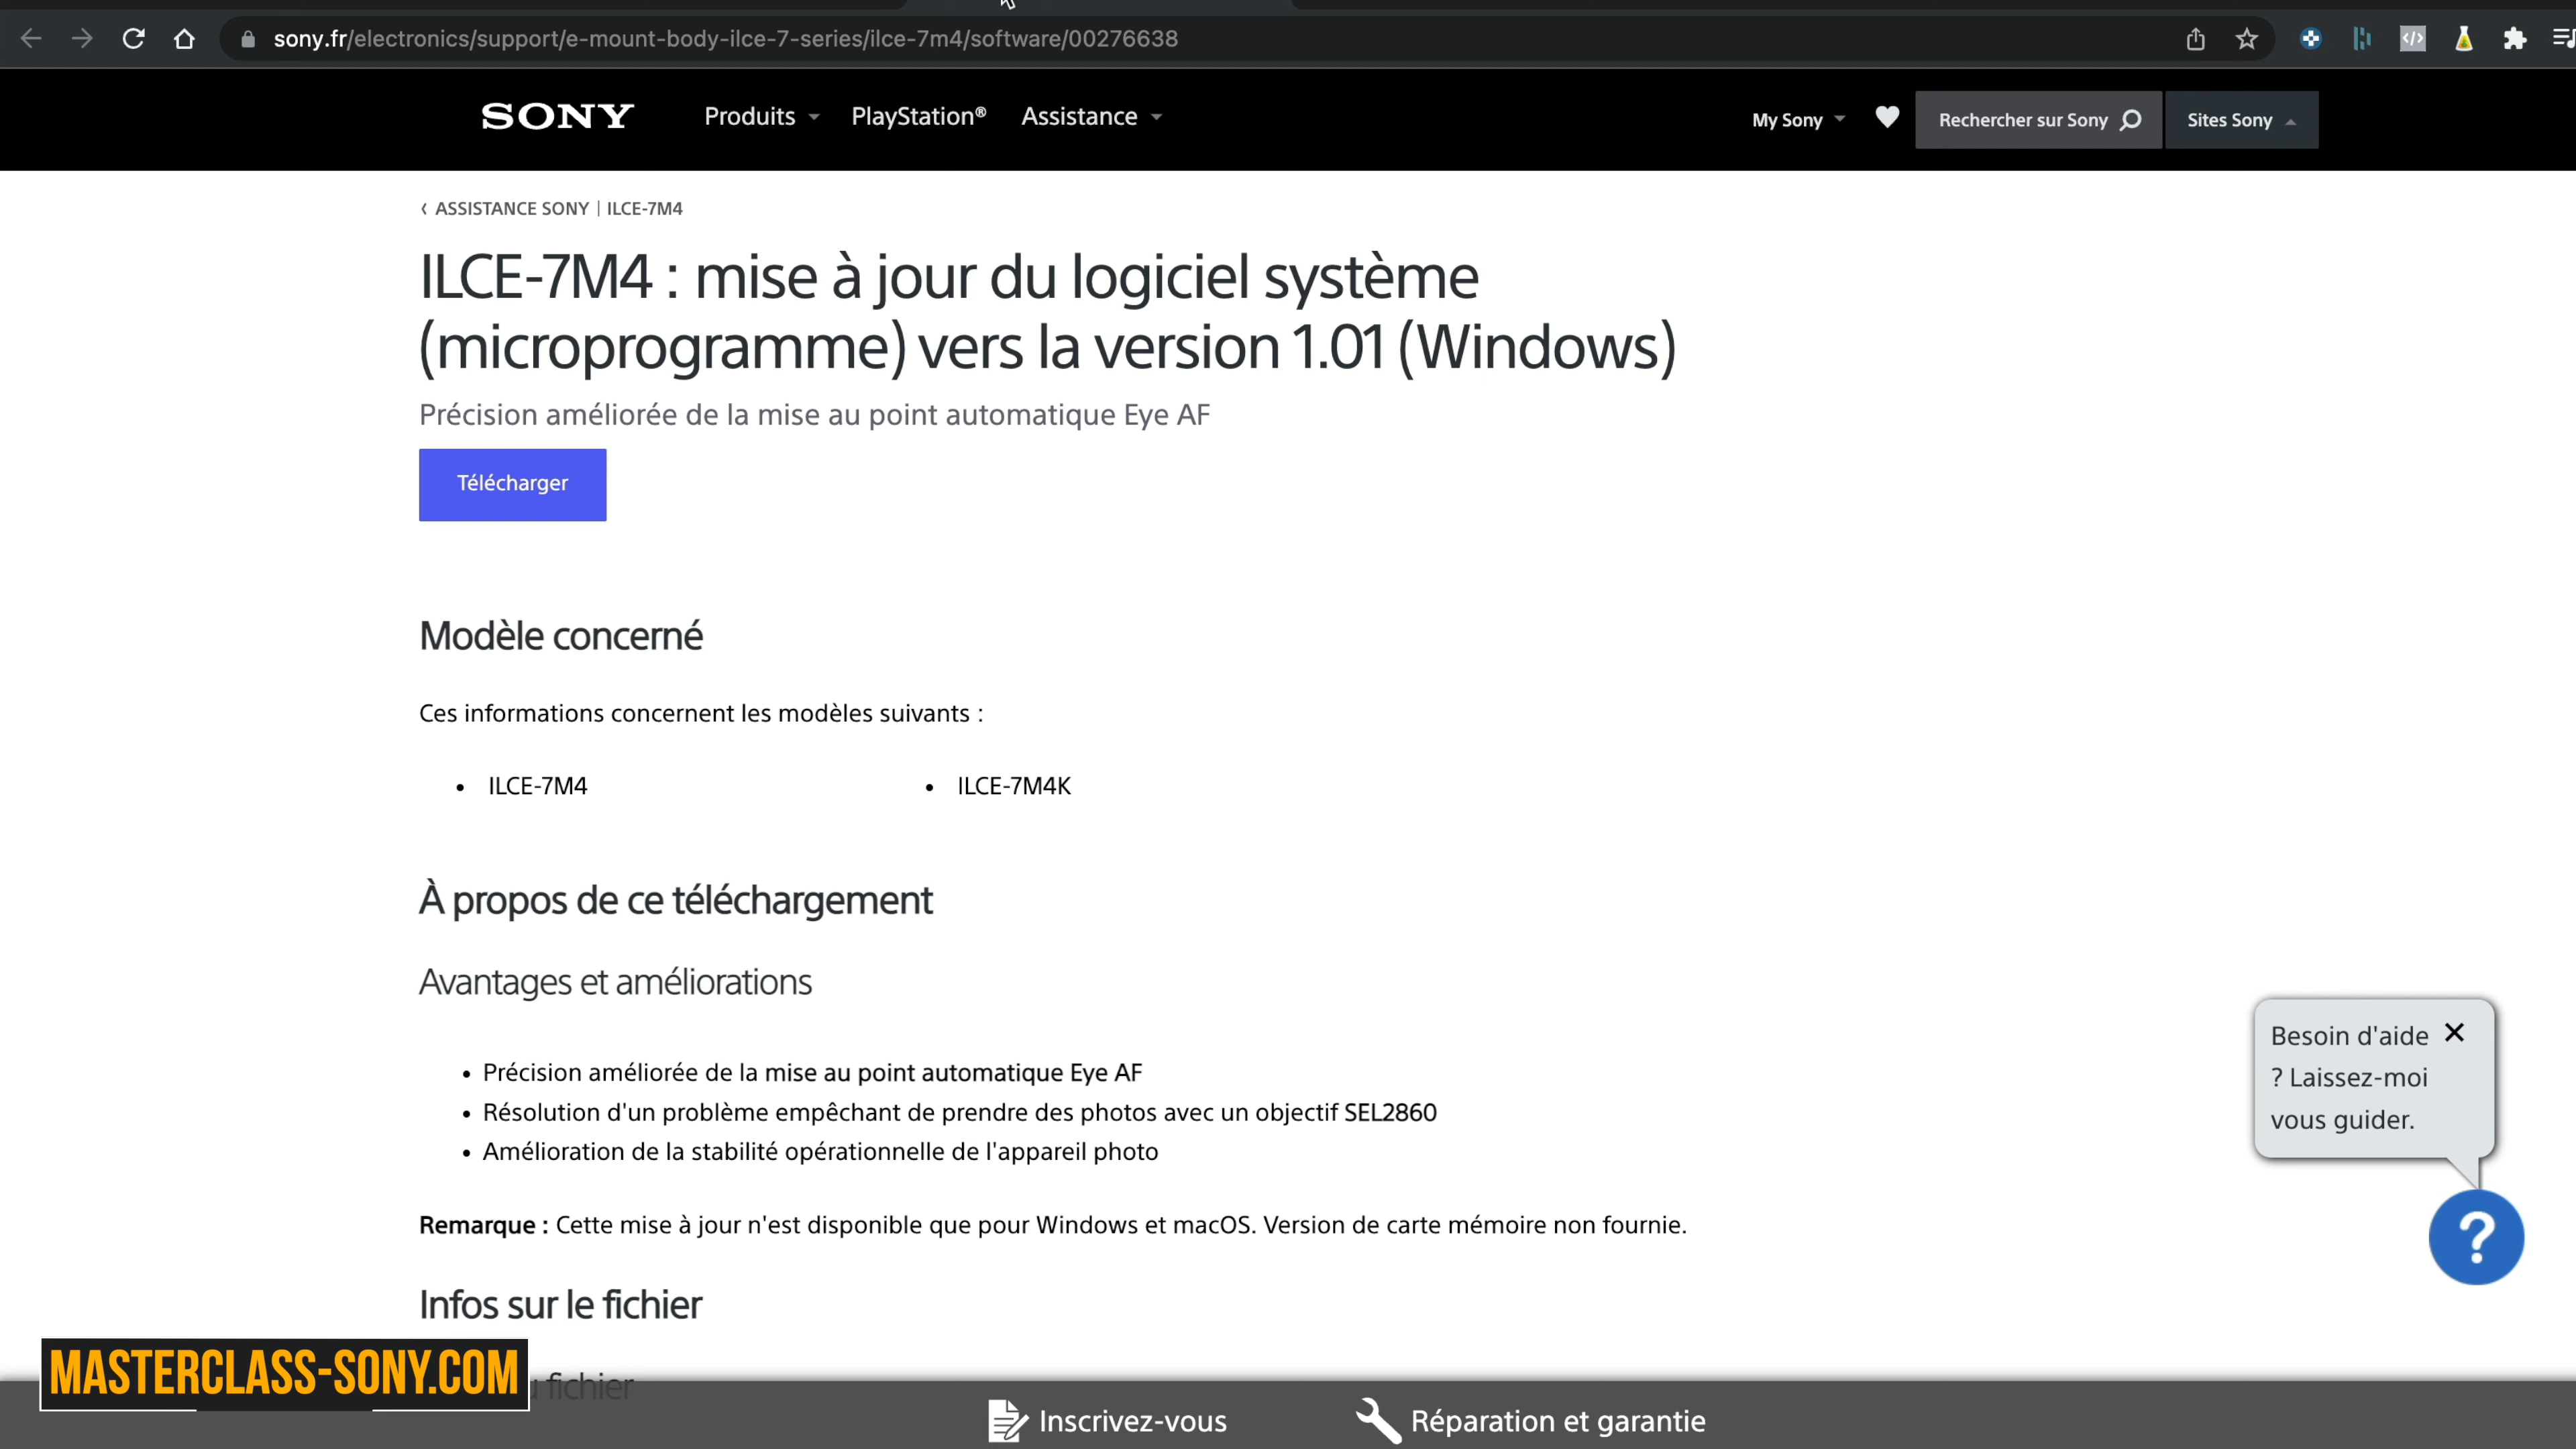 sony.fr/electronics/support/e-mount-body-ilce-7-series/ilce-7m4/software/00276638
SONY Produits PlayStation® Assistance My Sony Rechercher sur Sony Sites Sony
ASSISTANCE SONY | ILCE-7M4
ILCE-7M4 : mise à jour du logiciel système
(microprogramme) vers la version 1.01 (Windows)
Précision améliorée de la mise au point automatique Eye AF
Télécharger
Modèle concerné
Ces informations concernent les modèles suivants :
• ILCE-7M4 • ILCE-7M4K
À propos de ce téléchargement
Avantages et améliorations
• Précision améliorée de la mise au point automatique Eye AF
• Résolution d'un problème empêchant de prendre des photos avec un objectif SEL2860
• Amélioration de la stabilité opérationnelle de l'appareil photo
Besoin d'aide
? Laissez-moi
vous guider.
?
Remarque : Cette mise à jour n'est disponible que pour Windows et macOS. Version de carte mémoire non fournie.
Infos sur le fichier
MASTERCLASS-SONY.COM
fichier
Inscrivez-vous Réparation et garantie